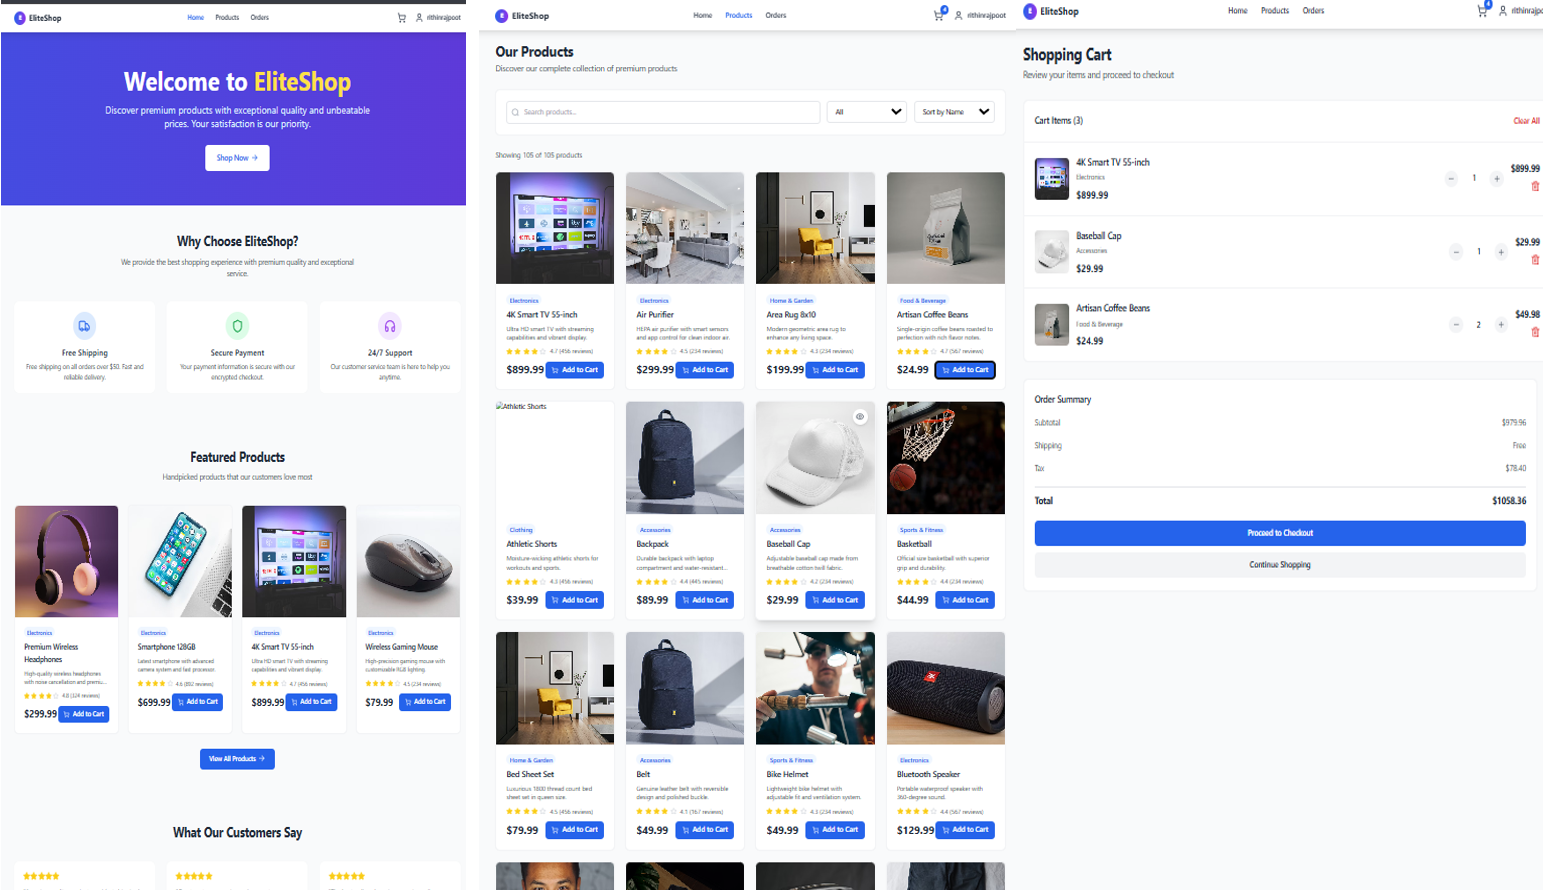 EliteShop
Home Products Orders
rithinrajpoot
Welcome to EliteShop
Discover premium products with exceptional quality and unbeatable
prices. Your satisfaction is our priority.
Shop Now →
Why Choose EliteShop?
We provide the best shopping experience with premium quality and exceptional
service.
Free Shipping
Free shipping on all orders over $50. Fast and
reliable delivery.
Secure Payment
Your payment information is secure with our
encrypted checkout.
24/7 Support
Our customer service team is here to help you
anytime.
Featured Products
Handpicked products that our customers love most
Electronics
Premium Wireless
Headphones
High-quality wireless headphones
with noise cancellation and premiu...
4.8 (324 reviews)
$299.99 Add to Cart
Electronics
Smartphone 128GB
Latest smartphone with advanced
camera system and fast processor.
4.6 (892 reviews)
$699.99 Add to Cart
Electronics
4K Smart TV 55-inch
Ultra HD smart TV with streaming
capabilities and vibrant display.
4.7 (456 reviews)
$899.99 Add to Cart
Electronics
Wireless Gaming Mouse
High-precision gaming mouse with
customizable RGB lighting.
4.5 (234 reviews)
$79.99 Add to Cart
View All Products →
What Our Customers Say
EliteShop
Home Products Orders
4
rithinrajpoot
Our Products
Discover our complete collection of premium products
Search products...
All
Sort by Name
Showing 105 of 105 products
Electronics
4K Smart TV 55-inch
Ultra HD smart TV with streaming
capabilities and vibrant display.
4.7 (456 reviews)
$899.99 Add to Cart
Electronics
Air Purifier
HEPA air purifier with smart sensors
and app control for clean indoor air.
4.5 (234 reviews)
$299.99 Add to Cart
Home & Garden
Area Rug 8x10
Modern geometric area rug to
enhance any living space.
4.3 (234 reviews)
$199.99 Add to Cart
Food & Beverage
Artisan Coffee Beans
Single-origin coffee beans roasted to
perfection with rich flavor notes.
4.7 (567 reviews)
$24.99 Add to Cart
Athletic Shorts
Clothing
Athletic Shorts
Moisture-wicking athletic shorts for
workouts and sports.
4.3 (456 reviews)
$39.99 Add to Cart
Accessories
Backpack
Durable backpack with laptop
compartment and water-resistant...
4.4 (445 reviews)
$89.99 Add to Cart
Accessories
Baseball Cap
Adjustable baseball cap made from
breathable cotton twill fabric.
4.2 (234 reviews)
$29.99 Add to Cart
Sports & Fitness
Basketball
Official size basketball with superior
grip and durability.
4.4 (234 reviews)
$44.99 Add to Cart
Home & Garden
Bed Sheet Set
Luxurious 1800 thread count bed
sheet set in queen size.
4.5 (456 reviews)
$79.99 Add to Cart
Accessories
Belt
Genuine leather belt with reversible
design and polished buckle.
4.1 (167 reviews)
$49.99 Add to Cart
Sports & Fitness
Bike Helmet
Lightweight bike helmet with
adjustable fit and ventilation system.
4.3 (234 reviews)
$49.99 Add to Cart
Electronics
Bluetooth Speaker
Portable waterproof speaker with
360-degree sound.
4.4 (567 reviews)
$129.99 Add to Cart
EliteShop
Home Products Orders
4
rithinrajpoo
Shopping Cart
Review your items and proceed to checkout
Cart Items (3)
Clear All
4K Smart TV 55-inch
Electronics
$899.99
− 1 +
$899.99
Baseball Cap
Accessories
$29.99
− 1 +
$29.99
Artisan Coffee Beans
Food & Beverage
$24.99
− 2 +
$49.98
Order Summary
Subtotal $979.96
Shipping Free
Tax $78.40
Total $1058.36
Proceed to Checkout
Continue Shopping